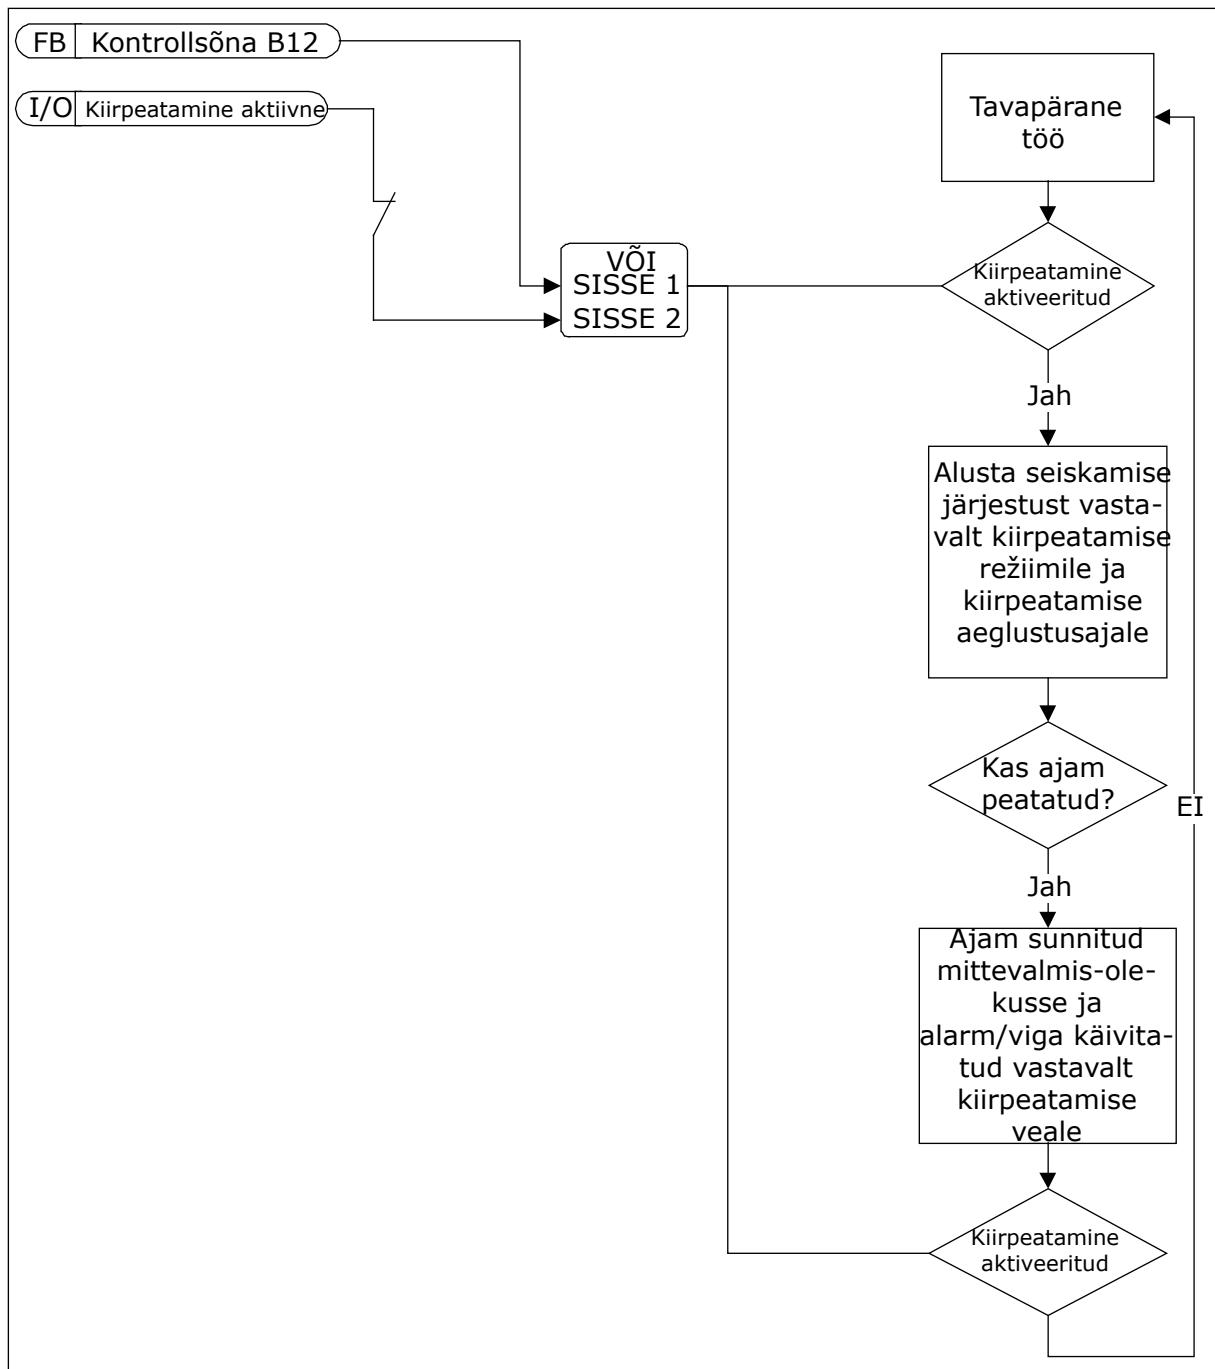 FB Kontrollsõna B12
I/O Kiirpeatamine aktiivne
VÕI
SISSE 1
SISSE 2
Tavapärane
töö
Kiirpeatamine
aktiveeritud
Jah
Alusta seiskamise
järjestust vasta-
valt kiirpeatamise
režiimile ja
kiirpeatamise
aeglustusajale
Kas ajam
peatatud?
EI
Jah
Ajam sunnitud
mittevalmis-ole-
kusse ja
alarm/viga käivita-
tud vastavalt
kiirpeatamise
veale
Kiirpeatamine
aktiveeritud